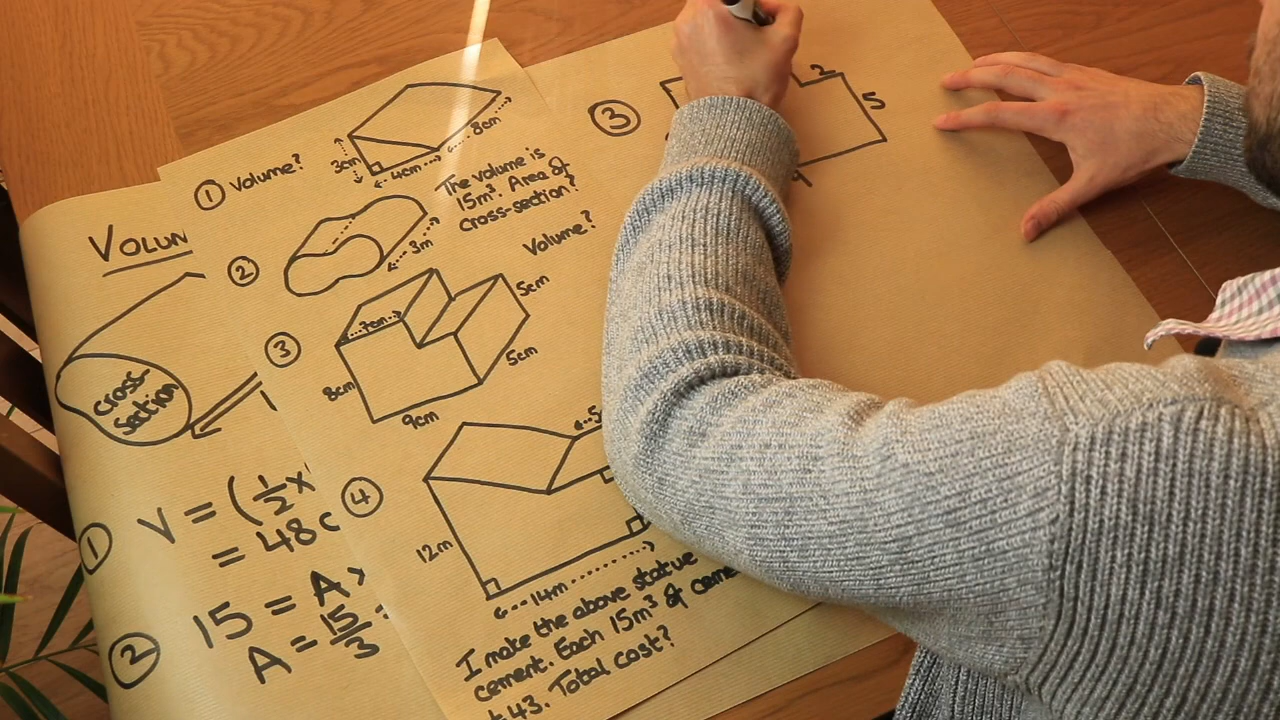 VOLUM
cross-
section
① V = (½ x
= 48c
② 15 = A x
A = 15/3 =
① Volume?
3cm
4cm
8cm
②
3m
The volume is
15m³. Area of
cross-section?
③
Volume?
7cm
5cm
5cm
8cm
9cm
④
12m
14m
I make the above statue
cement. Each 15m³ of
43. Total cost?
③
2
5